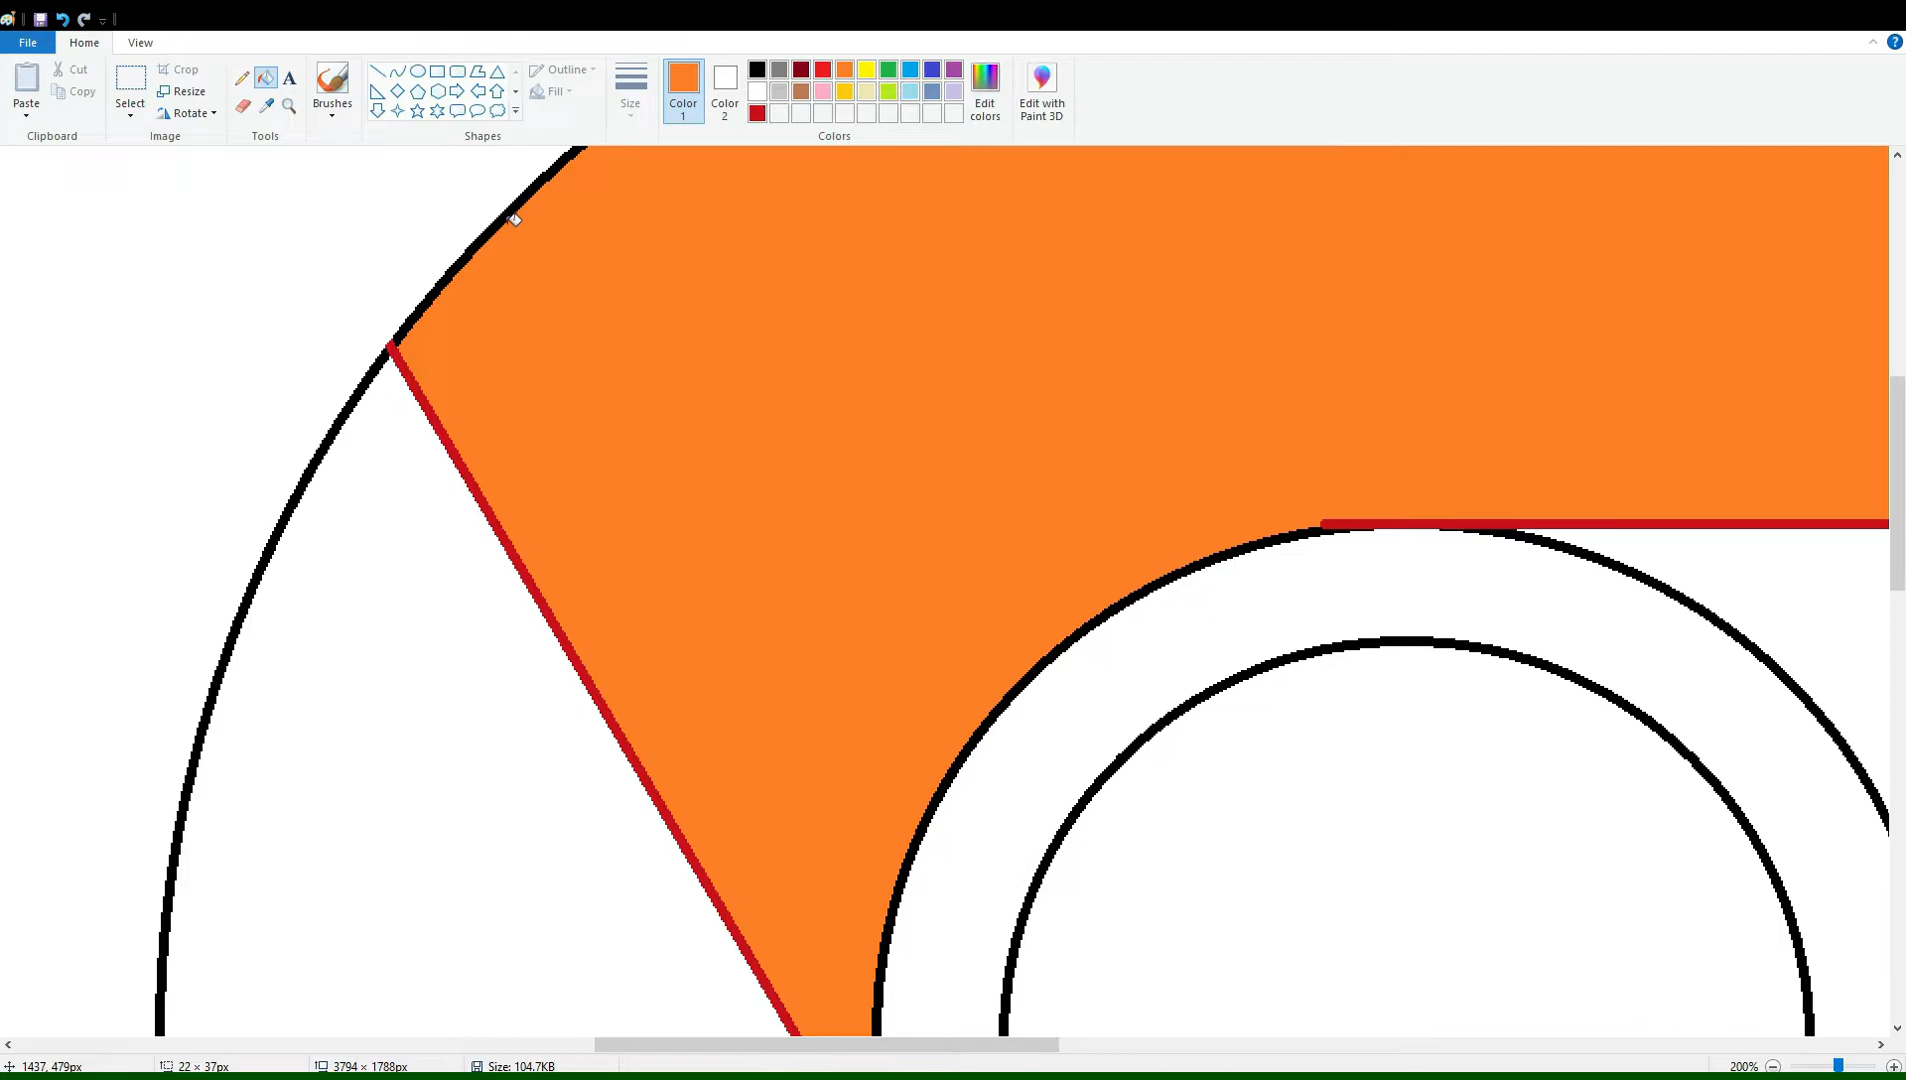 File Home View
Paste Cut Copy
Clipboard
Select Crop Resize Rotate
Image
A
Tools
Brushes
Outline Fill
Shapes
Size
Color 1
Color 2
Edit colors
Colors
Edit with Paint 3D
?
1437, 479px 22 × 37px 3794 × 1788px Size: 104.7KB 200%